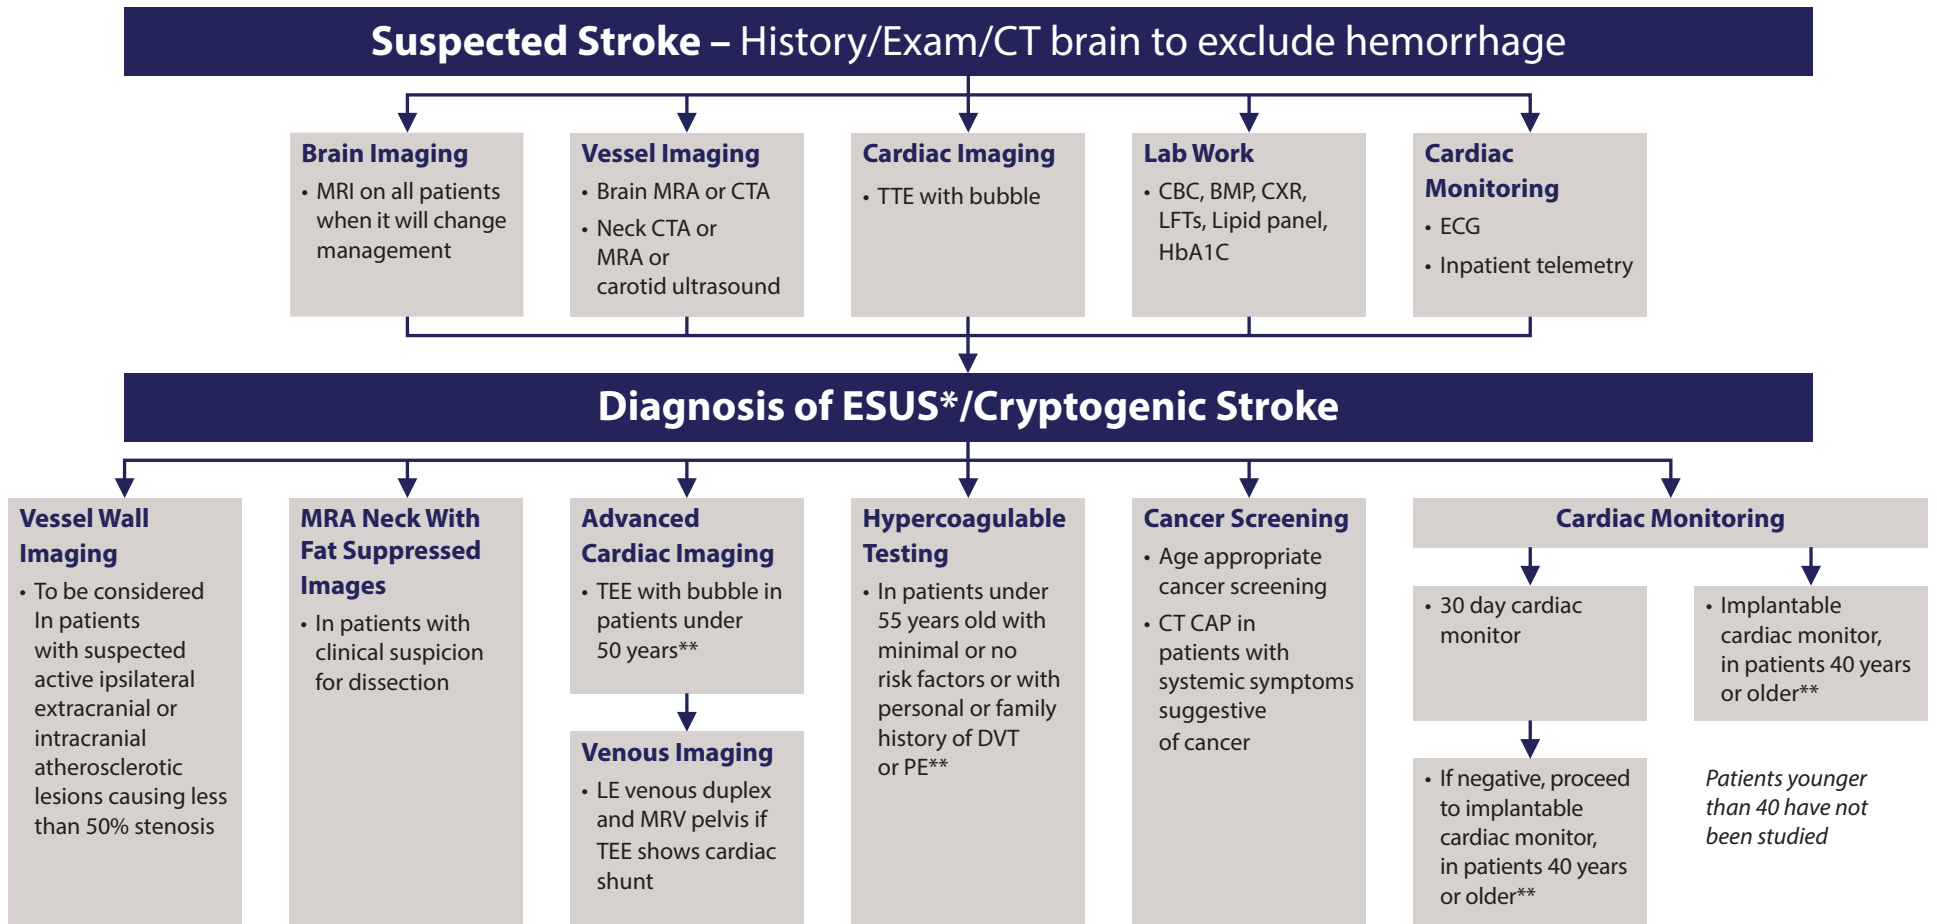 Suspected Stroke – History/Exam/CT brain to exclude hemorrhage
Brain Imaging
• MRI on all patients
when it will change
management
Vessel Imaging
• Brain MRA or CTA
• Neck CTA or
MRA or
carotid ultrasound
Cardiac Imaging
• TTE with bubble
Lab Work
• CBC, BMP, CXR,
LFTs, Lipid panel,
HbA1C
Cardiac
Monitoring
• ECG
• Inpatient telemetry
Diagnosis of ESUS*/Cryptogenic Stroke
Vessel Wall
Imaging
• To be considered
In patients
with suspected
active ipsilateral
extracranial or
intracranial
atherosclerotic
lesions causing less
than 50% stenosis
MRA Neck With
Fat Suppressed
Images
• In patients with
clinical suspicion
for dissection
Advanced
Cardiac Imaging
• TEE with bubble in
patients under
50 years**
Venous Imaging
• LE venous duplex
and MRV pelvis if
TEE shows cardiac
shunt
Hypercoagulable
Testing
• In patients under
55 years old with
minimal or no
risk factors or with
personal or family
history of DVT
or PE**
Cancer Screening
• Age appropriate
cancer screening
• CT CAP in
patients with
systemic symptoms
suggestive
of cancer
Cardiac Monitoring
• 30 day cardiac
monitor
• If negative, proceed
to implantable
cardiac monitor,
in patients 40 years
or older**
• Implantable
cardiac monitor,
in patients 40 years
or older**
Patients younger
than 40 have not
been studied